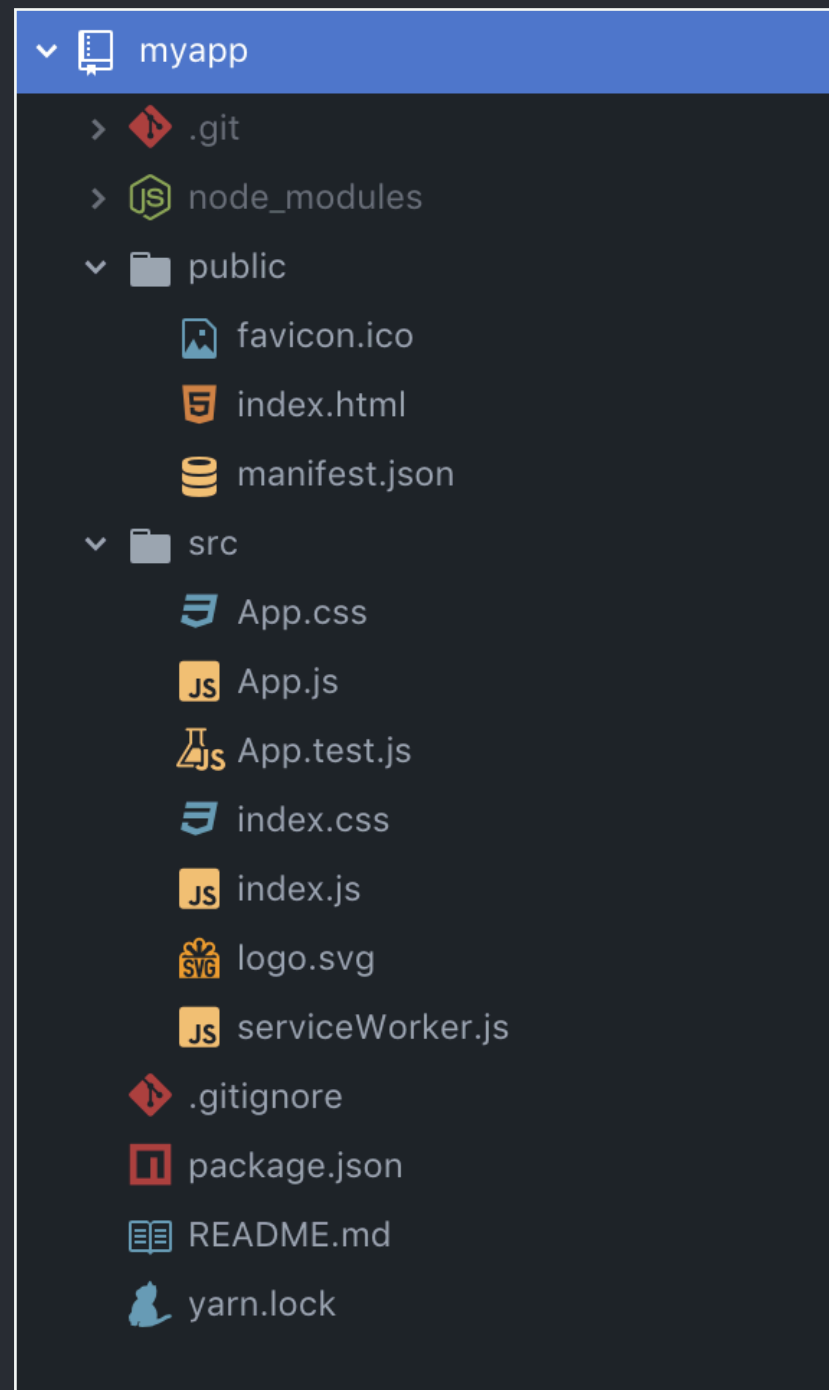 myapp
.git
node_modules
public
favicon.ico
index.html
manifest.json
src
App.css
App.js
App.test.js
index.css
index.js
logo.svg
serviceWorker.js
.gitignore
package.json
README.md
yarn.lock